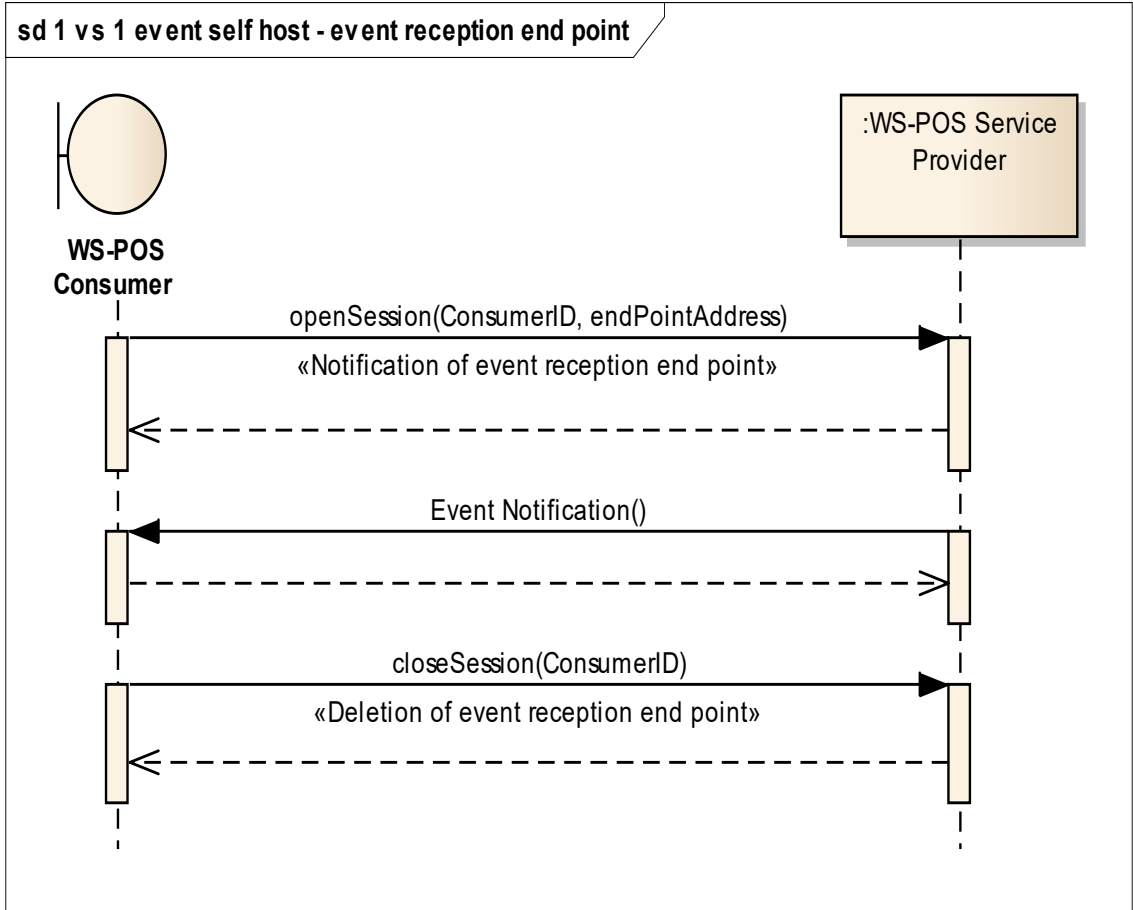 sd 1 vs 1 event self host - event reception end point
:WS-POS Service
Provider
WS-POS
Consumer
openSession(ConsumerID, endPointAddress)
«Notification of event reception end point»
Event Notification()
closeSession(ConsumerID)
«Deletion of event reception end point»